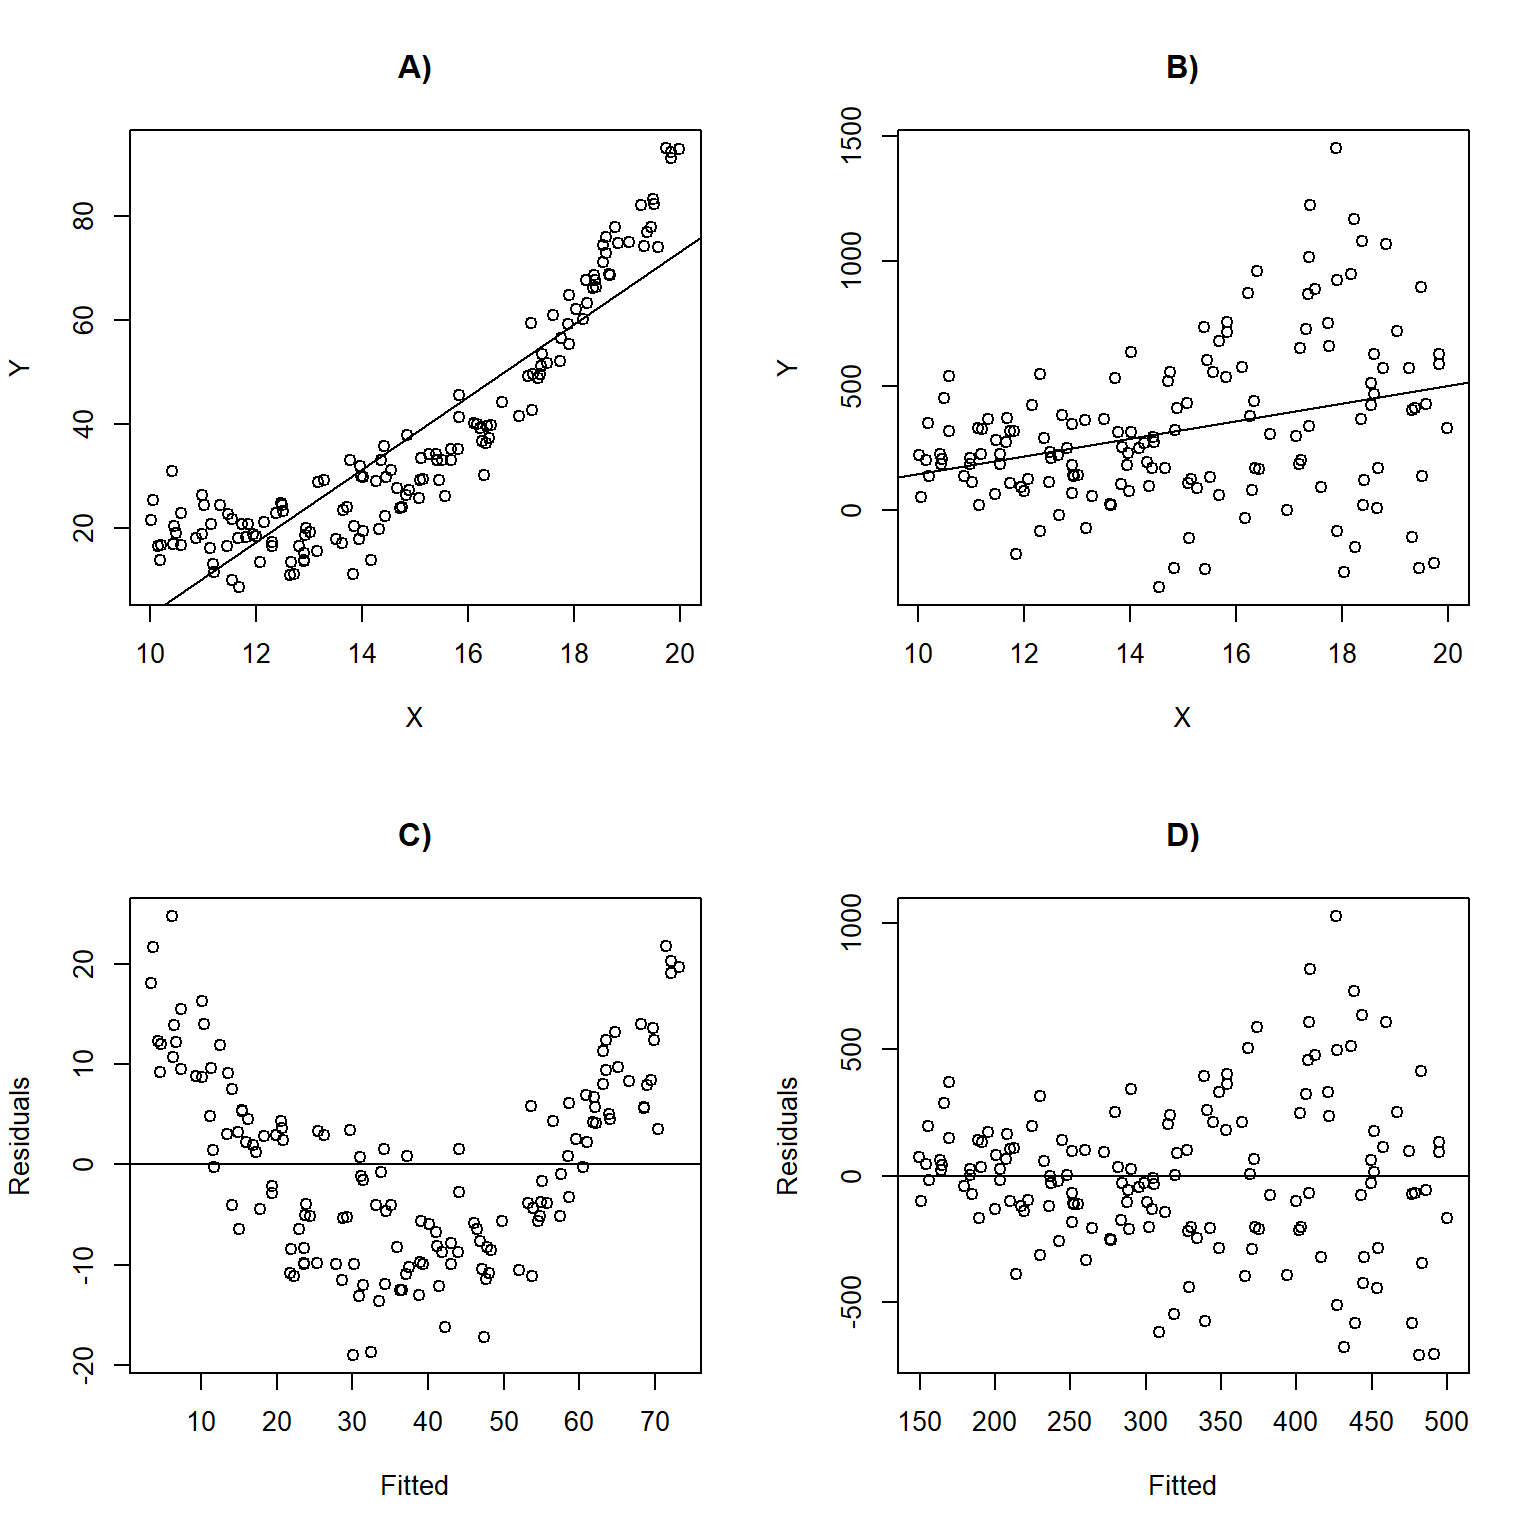 A)
Y
20 40 60 80
10 12 14 16 18 20
X
B)
Y
0 500 1000 1500
10 12 14 16 18 20
X
C)
Residuals
-20 -10 0 10 20
10 20 30 40 50 60 70
Fitted
D)
Residuals
-500 0 500 1000
150 200 250 300 350 400 450 500
Fitted